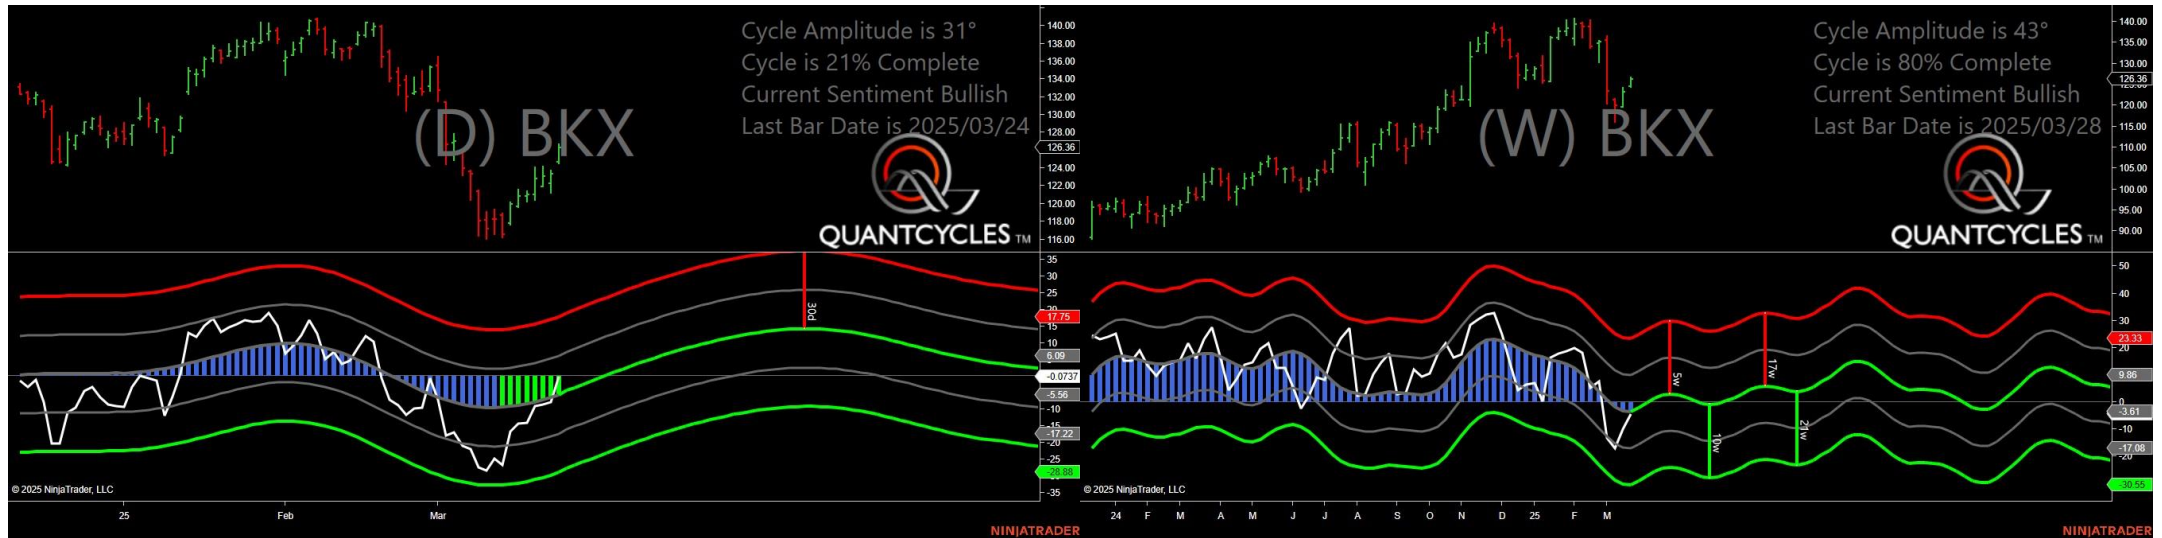 Cycle Amplitude is 31°
Cycle is 21% Complete
Current Sentiment Bullish
Last Bar Date is 2025/03/24
(D) BKX
QUANTCYCLES TM
140.00
138.00
136.00
134.00
132.00
130.00
128.00
126.36
124.00
122.00
120.00
118.00
116.00
35
30
25
20
17.75
15
10
6.09
-0.0737
-5.56
-10
-15
-17.22
-20
-25
-28.88
-35
30d
© 2025 NinjaTrader, LLC
25 Feb Mar
NINJATRADER
Cycle Amplitude is 43°
Cycle is 80% Complete
Current Sentiment Bullish
Last Bar Date is 2025/03/28
(W) BKX
QUANTCYCLES TM
140.00
135.00
130.00
126.36
125.00
120.00
115.00
110.00
105.00
100.00
95.00
90.00
50
40
30
23.33
20
9.86
0
-3.61
-10
-17.08
-20
-30.55
5w
10w
17w
21w
© 2025 NinjaTrader, LLC
24 F M A M J J A S O N D 25 F M
NINJATRADER